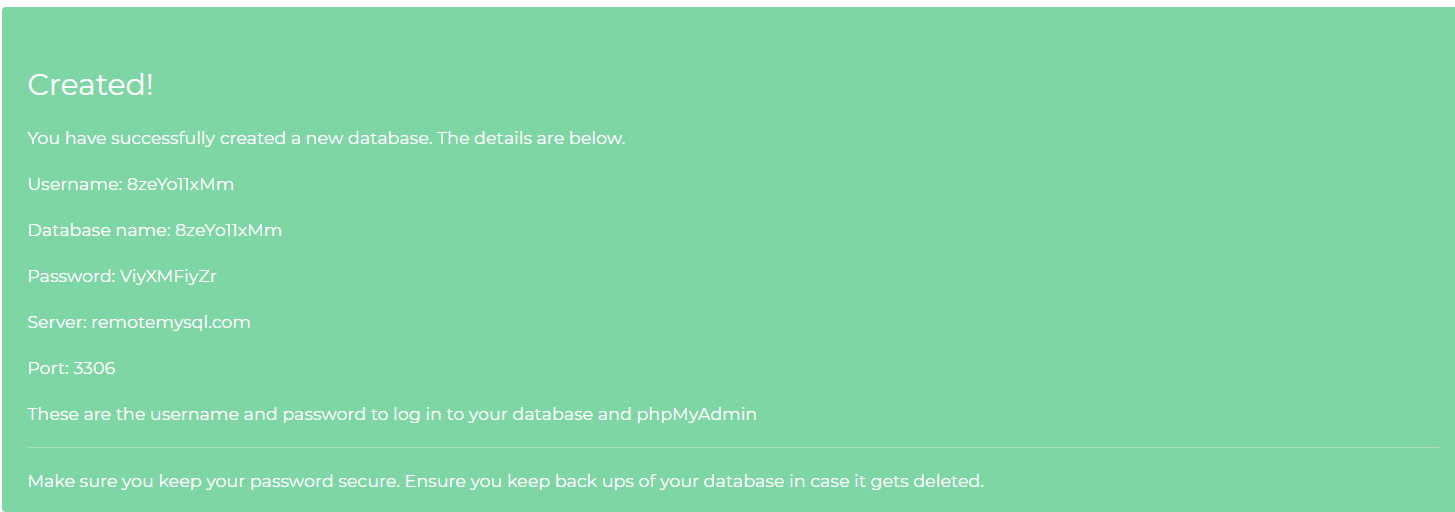 Created!
You have successfully created a new database. The details are below.
Username: 8zeYo11xMm
Database name: 8zeYo11xMm
Password: ViyXMFiyZr
Server: remotemysql.com
Port: 3306
These are the username and password to log in to your database and phpMyAdmin
Make sure you keep your password secure. Ensure you keep back ups of your database in case it gets deleted.